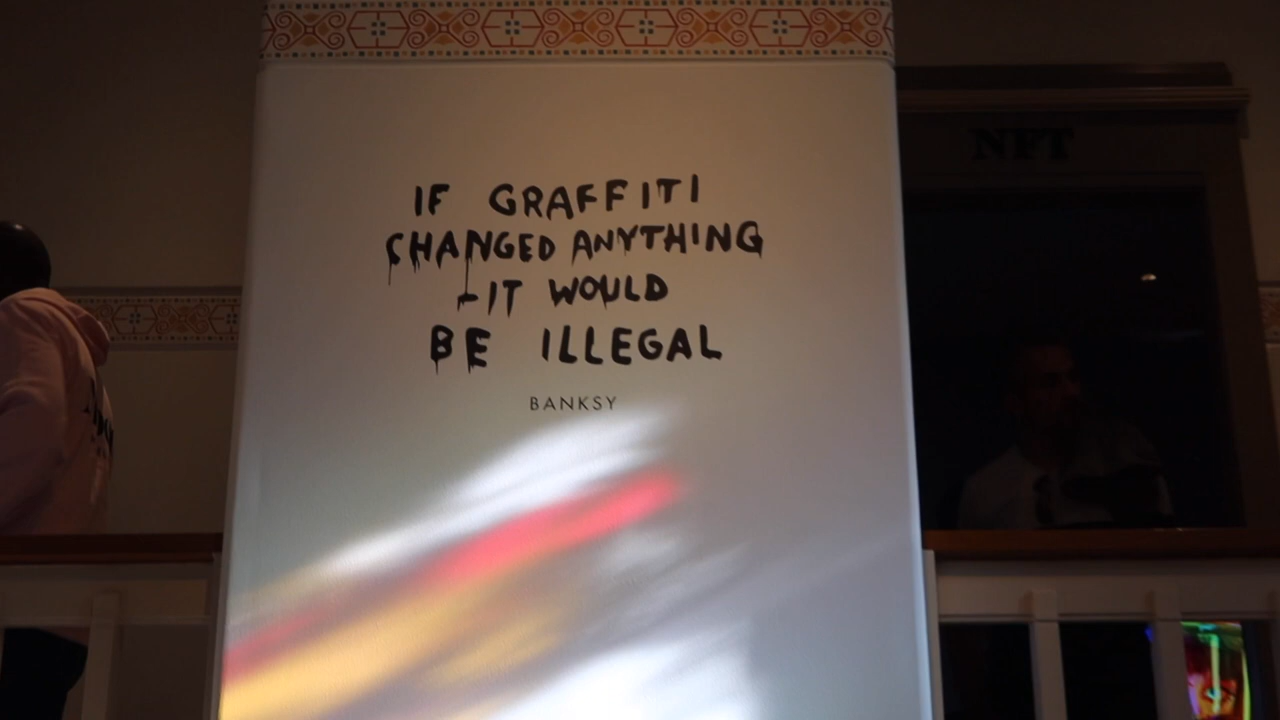 NFT
IF GRAFFITI
CHANGED ANYTHING
-IT WOULD
BE ILLEGAL
BANKSY